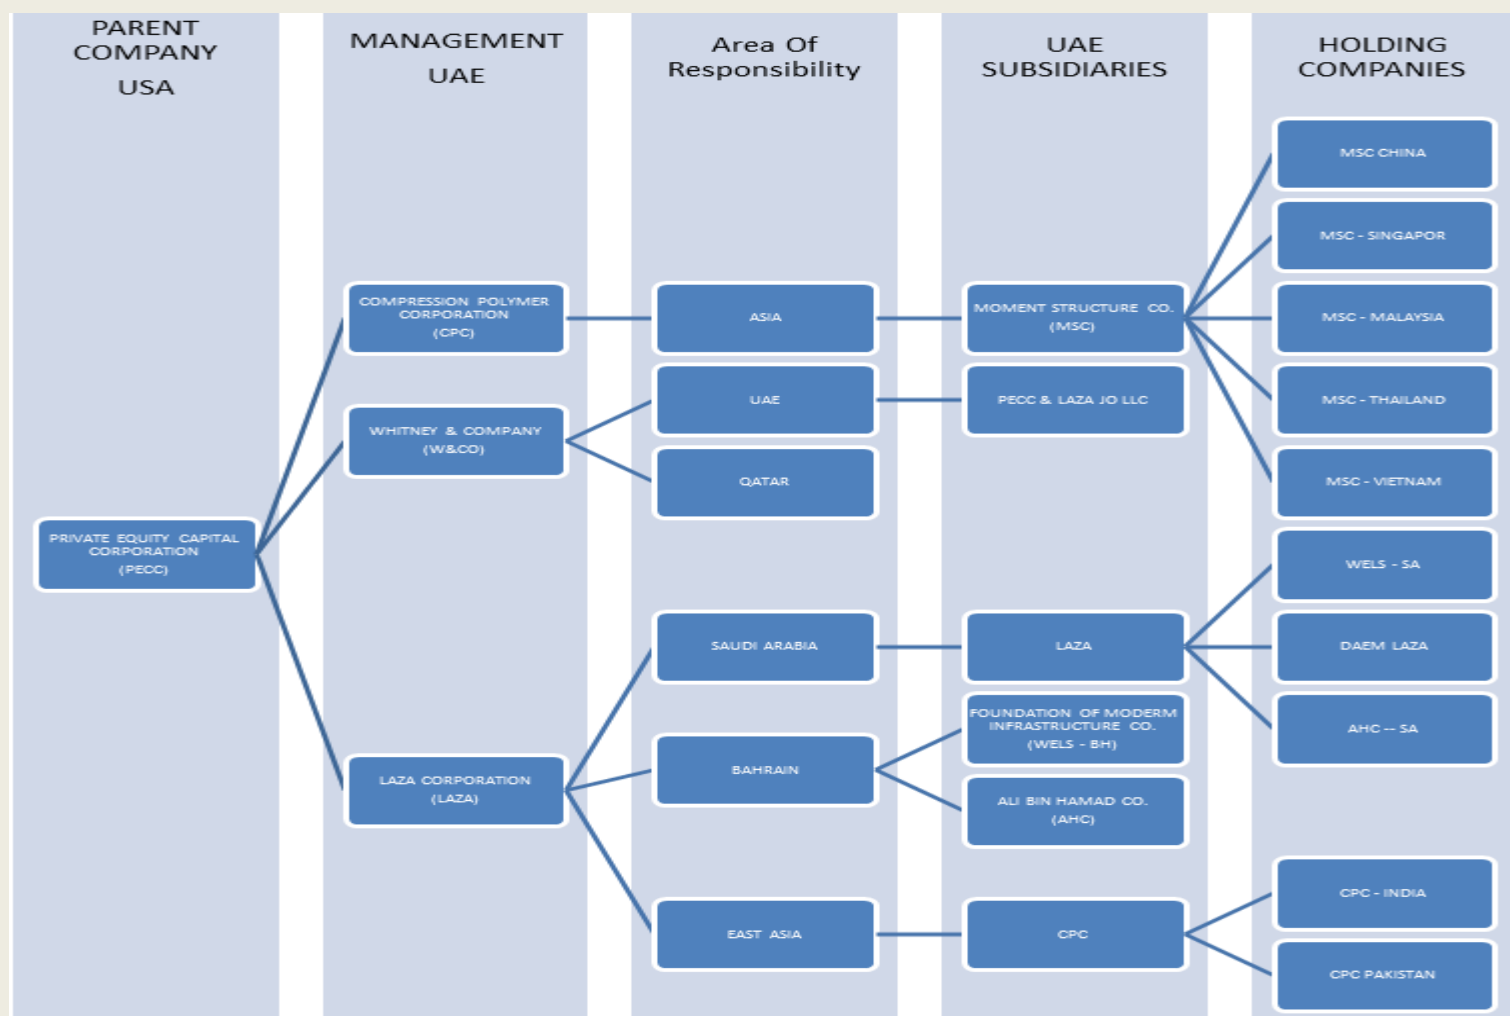 PARENT
COMPANY
USA
MANAGEMENT
UAE
Area Of
Responsibility
UAE
SUBSIDIARIES
HOLDING
COMPANIES
PRIVATE EQUITY CAPITAL
CORPORATION
(PECC)
COMPRESSION POLYMER
CORPORATION
(CPC)
WHITNEY & COMPANY
(W&CO)
LAZA CORPORATION
(LAZA)
ASIA
UAE
QATAR
SAUDI ARABIA
BAHRAIN
EAST ASIA
MOMENT STRUCTURE CO.
(MSC)
PECC & LAZA JO LLC
LAZA
FOUNDATION OF MODERM
INFRASTRUCTURE CO.
(WELS - BH)
ALI BIN HAMAD CO.
(AHC)
CPC
MSC CHINA
MSC - SINGAPOR
MSC - MALAYSIA
MSC - THAILAND
MSC - VIETNAM
WELS - SA
DAEM LAZA
AHC -- SA
CPC - INDIA
CPC PAKISTAN